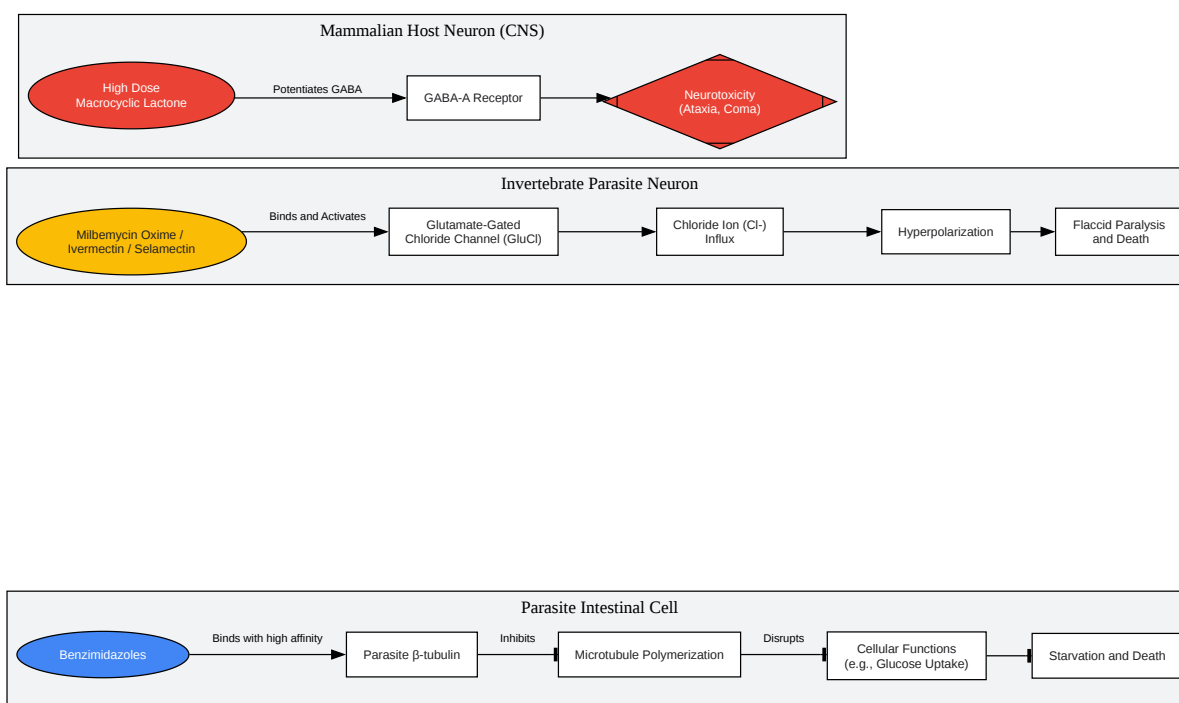 Mammalian Host Neuron (CNS)
High Dose
Macrocyclic Lactone
Potentiates GABA
GABA-A Receptor
Neurotoxicity
(Ataxia, Coma)
Invertebrate Parasite Neuron
Milbemycin Oxime /
Ivermectin / Selamectin
Binds and Activates
Glutamate-Gated
Chloride Channel (GluCl)
Chloride Ion (Cl-)
Influx
Hyperpolarization
Flaccid Paralysis
and Death
Parasite Intestinal Cell
Benzimidazoles
Binds with high affinity
Parasite β-tubulin
Inhibits
Microtubule Polymerization
Disrupts
Cellular Functions
(e.g., Glucose Uptake)
Starvation and Death